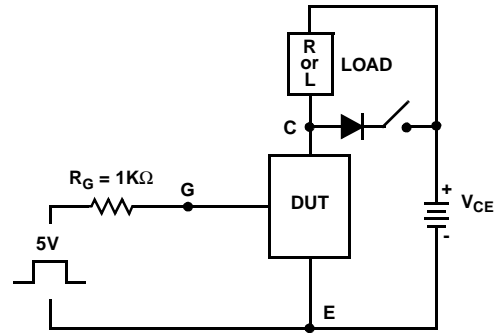 R
or
L
LOAD
C
R_G = 1KΩ
G
DUT
+
V_CE
-
5V
E